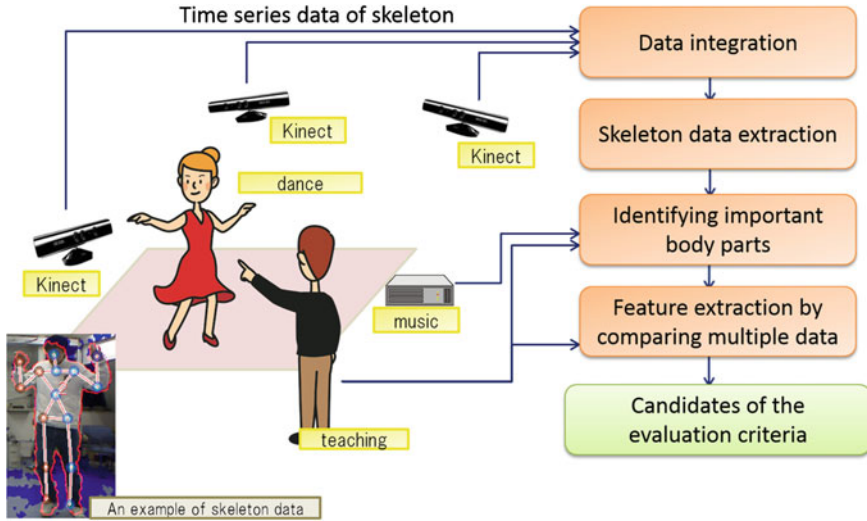 Time series data of skeleton
Data integration
Kinect
Kinect
Skeleton data extraction
dance
Identifying important
body parts
Kinect
music
Feature extraction by
comparing multiple data
Candidates of the
evaluation criteria
teaching
An example of skeleton data